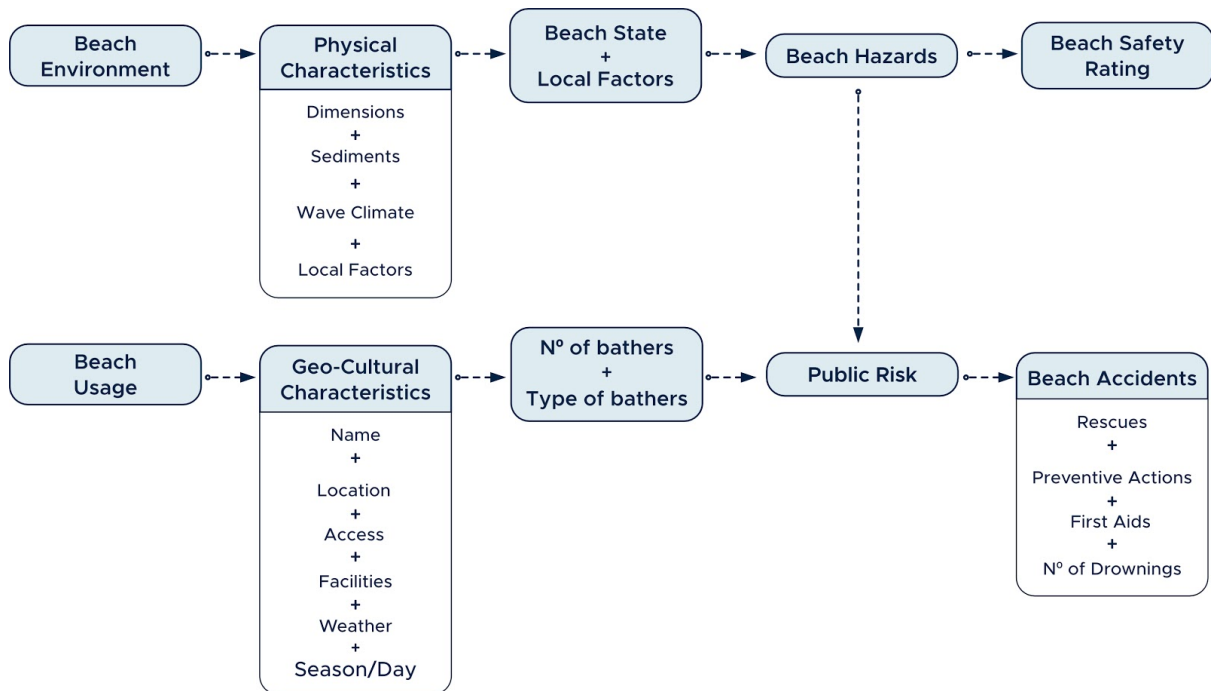 Beach
Environment
Physical
Characteristics
Dimensions
+
Sediments
+
Wave Climate
+
Local Factors
Beach State
+
Local Factors
Beach Hazards
Beach Safety
Rating
Beach
Usage
Geo-Cultural
Characteristics
Name
+
Location
+
Access
+
Facilities
+
Weather
+
Season/Day
Nº of bathers
+
Type of bathers
Public Risk
Beach Accidents
Rescues
+
Preventive Actions
+
First Aids
+
Nº of Drownings